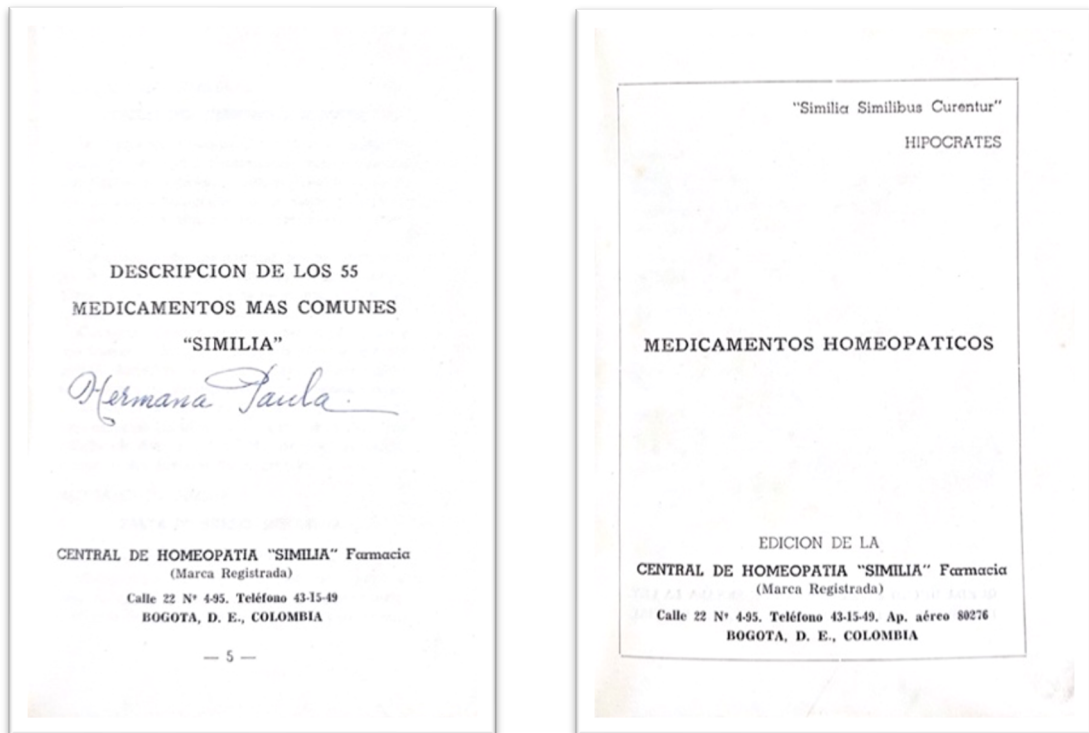 DESCRIPCION DE LOS 55
MEDICAMENTOS MAS COMUNES
"SIMILIA"
Hermana Paula.
CENTRAL DE HOMEOPATIA "SIMILIA" Farmacia
(Marca Registrada)
Calle 22 Nº 4-95. Teléfono 43-15-49
BOGOTA, D. E., COLOMBIA
— 5 —
"Similia Similibus Curentur"
HIPOCRATES
MEDICAMENTOS HOMEOPATICOS
EDICION DE LA
CENTRAL DE HOMEOPATIA "SIMILIA" Farmacia
(Marca Registrada)
Calle 22 Nº 4-95. Teléfono 43-15-49. Ap. aéreo 80276
BOGOTA, D. E., COLOMBIA